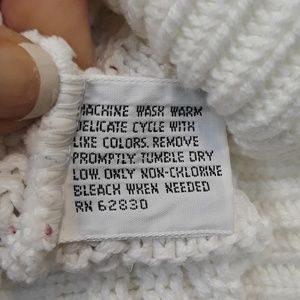 MACHINE WASH WARM
DELICATE CYCLE WITH
LIKE COLORS. REMOVE
PROMPTLY. TUMBLE DRY
LOW. ONLY NON-CHLORINE
BLEACH WHEN NEEDED
RN 62830